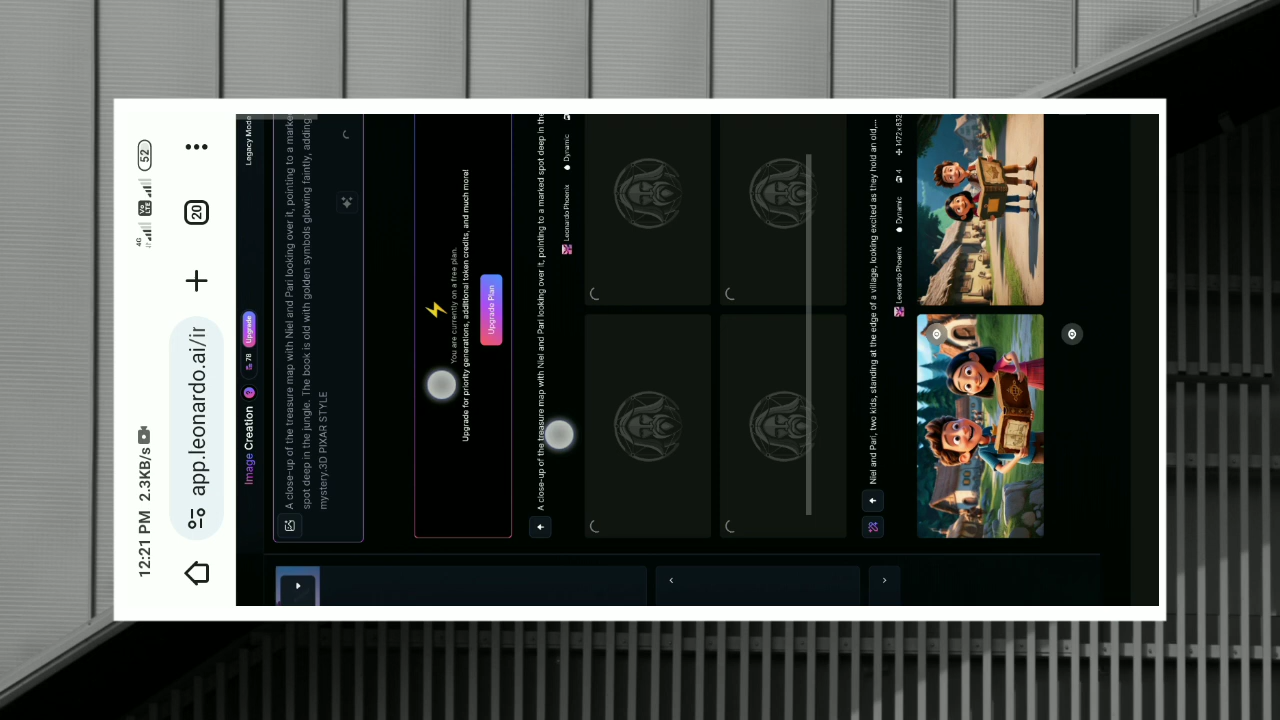 12:21 PM 2.3KB/s
4G
Vo
LTE
52
app.leonardo.ai/ir
20
Image Creation
?
78
Upgrade
Legacy Mode
A close-up of the treasure map with Niel and Pari looking over it, pointing to a marke
spot deep in the jungle. The book is old with golden symbols glowing faintly, adding
mystery.3D PIXAR STYLE
You are currently on a free plan.
Upgrade for priority generations, additional token credits, and much more!
Upgrade Plan
A close-up of the treasure map with Niel and Pari looking over it, pointing to a marked spot deep in the
Leonardo Phoenix
Dynamic
Niel and Pari, two kids, standing at the edge of a village, looking excited as they hold an old,...
Leonardo Phoenix
Dynamic
4
1472x832